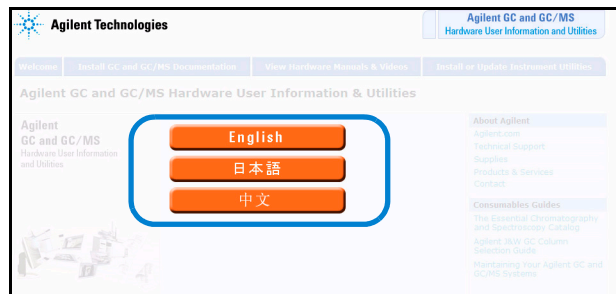 Agilent Technologies
Agilent GC and GC/MS
Hardware User Information and Utilities
Welcome Install GC and GC/MS Documentation View Hardware Manuals & Videos Install or Update Instrument Utilities
Agilent GC and GC/MS Hardware User Information & Utilities
Agilent
GC and GC/MS
Hardware User Information
and Utilities
English
日本語
中文
About Agilent
Agilent.com
Technical Support
Supplies
Products & Services
Contact
Consumables Guides
The Essential Chromatography
and Spectroscopy Catalog
Agilent J&W GC Column
Selection Guide
Maintaining Your Agilent GC and
GC/MS Systems